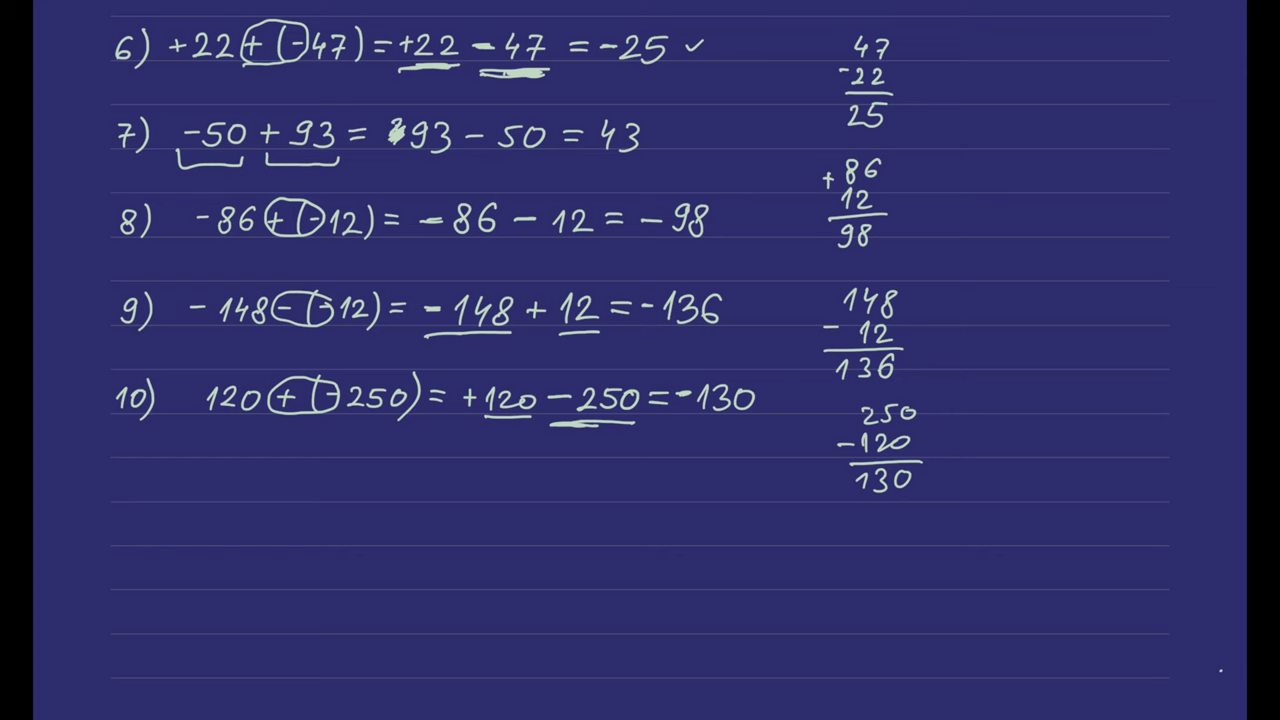 6) +22 + (-47) = +22 - 47 = -25 ✓
47
-22
25
7) -50 + 93 = 93 - 50 = 43
8) -86 + (-12) = -86 - 12 = -98
+86
12
98
9) -148 - (-12) = -148 + 12 = -136
148
- 12
136
10) 120 + (-250) = +120 - 250 = -130
250
-120
130